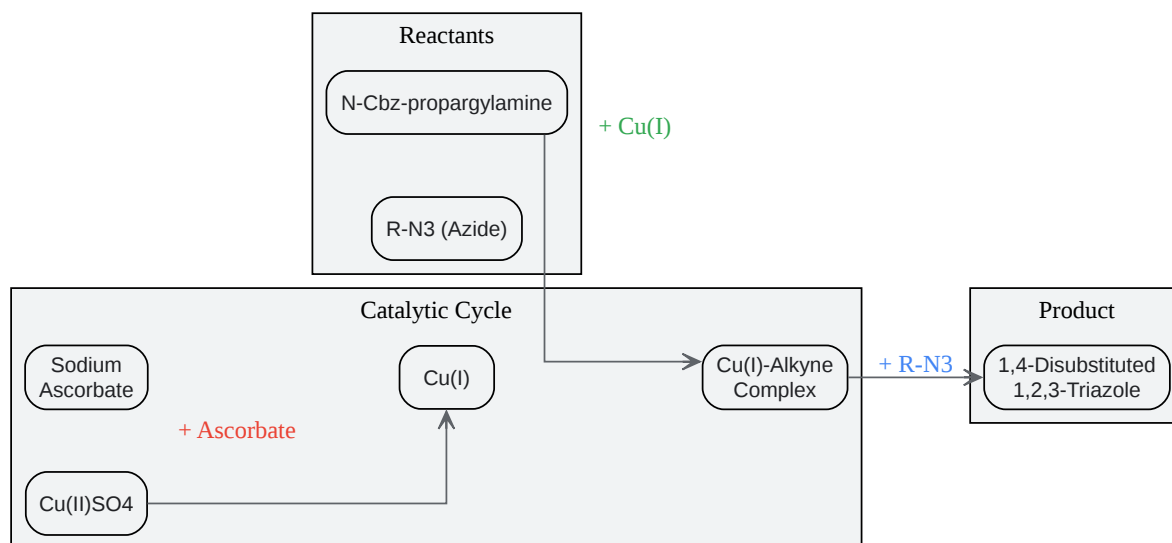 Reactants
N-Cbz-propargylamine
+ Cu(I)
R-N3 (Azide)
Catalytic Cycle
Product
Sodium
Ascorbate
Cu(I)
Cu(I)-Alkyne
Complex
+ R-N3
1,4-Disubstituted
1,2,3-Triazole
+ Ascorbate
Cu(II)SO4